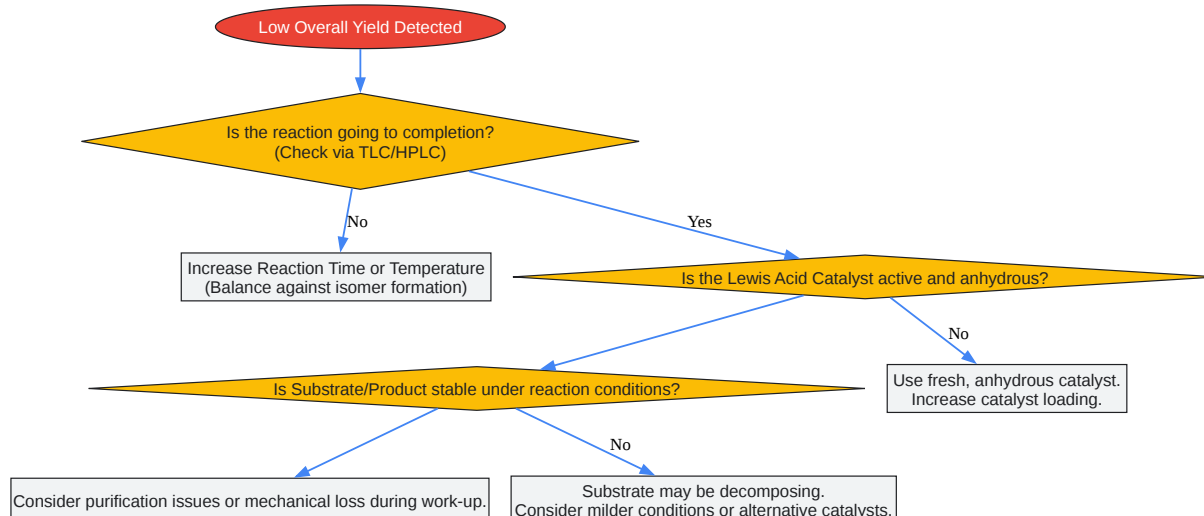 Low Overall Yield Detected
Is the reaction going to completion?
(Check via TLC/HPLC)
No
Yes
Increase Reaction Time or Temperature
(Balance against isomer formation)
Is the Lewis Acid Catalyst active and anhydrous?
No
Is Substrate/Product stable under reaction conditions?
Use fresh, anhydrous catalyst.
Increase catalyst loading.
No
Consider purification issues or mechanical loss during work-up.
Substrate may be decomposing.
Consider milder conditions or alternative catalysts.